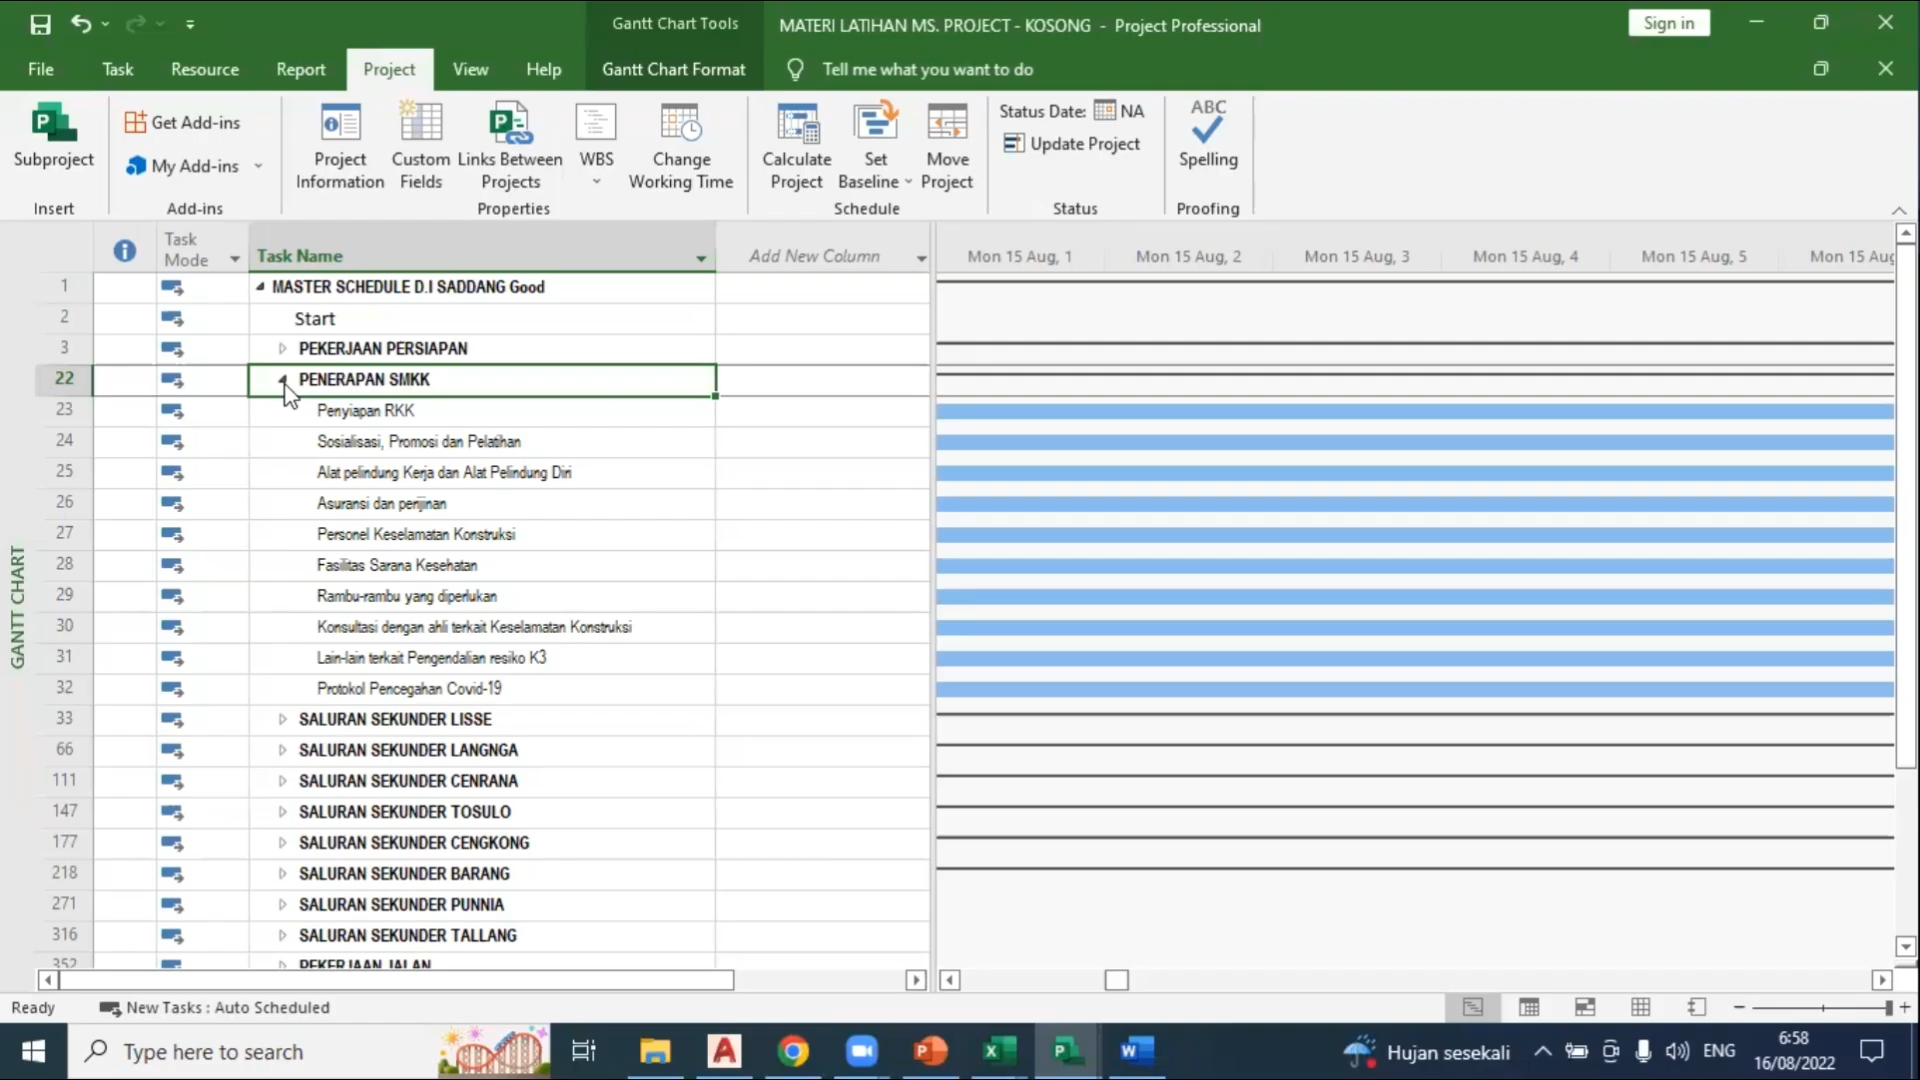 Gantt Chart Tools
MATERI LATIHAN MS. PROJECT - KOSONG - Project Professional
Sign in
File Task Resource Report Project View Help Gantt Chart Format Tell me what you want to do
Subproject
Insert
Get Add-ins
My Add-ins
Add-ins
Project Information
Custom Fields
Links Between Projects
WBS
Change Working Time
Properties
Calculate Project
Set Baseline
Move Project
Schedule
Status Date: NA
Update Project
Status
ABC
Spelling
Proofing
Task Mode
Task Name
Add New Column
Mon 15 Aug, 1
Mon 15 Aug, 2
Mon 15 Aug, 3
Mon 15 Aug, 4
Mon 15 Aug, 5
Mon 15 Aug
GANTT CHART
1 MASTER SCHEDULE D.I SADDANG Good
2 Start
3 PEKERJAAN PERSIAPAN
22 PENERAPAN SMKK
23 Penyiapan RKK
24 Sosialisasi, Promosi dan Pelatihan
25 Alat pelindung Kerja dan Alat Pelindung Diri
26 Asuransi dan perijinan
27 Personel Keselamatan Konstruksi
28 Fasilitas Sarana Kesehatan
29 Rambu-rambu yang diperlukan
30 Konsultasi dengan ahli terkait Keselamatan Konstruksi
31 Lain-lain terkait Pengendalian resiko K3
32 Protokol Pencegahan Covid-19
33 SALURAN SEKUNDER LISSE
66 SALURAN SEKUNDER LANGNGA
111 SALURAN SEKUNDER CENRANA
147 SALURAN SEKUNDER TOSULO
177 SALURAN SEKUNDER CENGKONG
218 SALURAN SEKUNDER BARANG
271 SALURAN SEKUNDER PUNNIA
316 SALURAN SEKUNDER TALLANG
352 PEKERJAAN JALAN
Ready New Tasks : Auto Scheduled
Type here to search
Hujan sesekali
ENG
6:58
16/08/2022